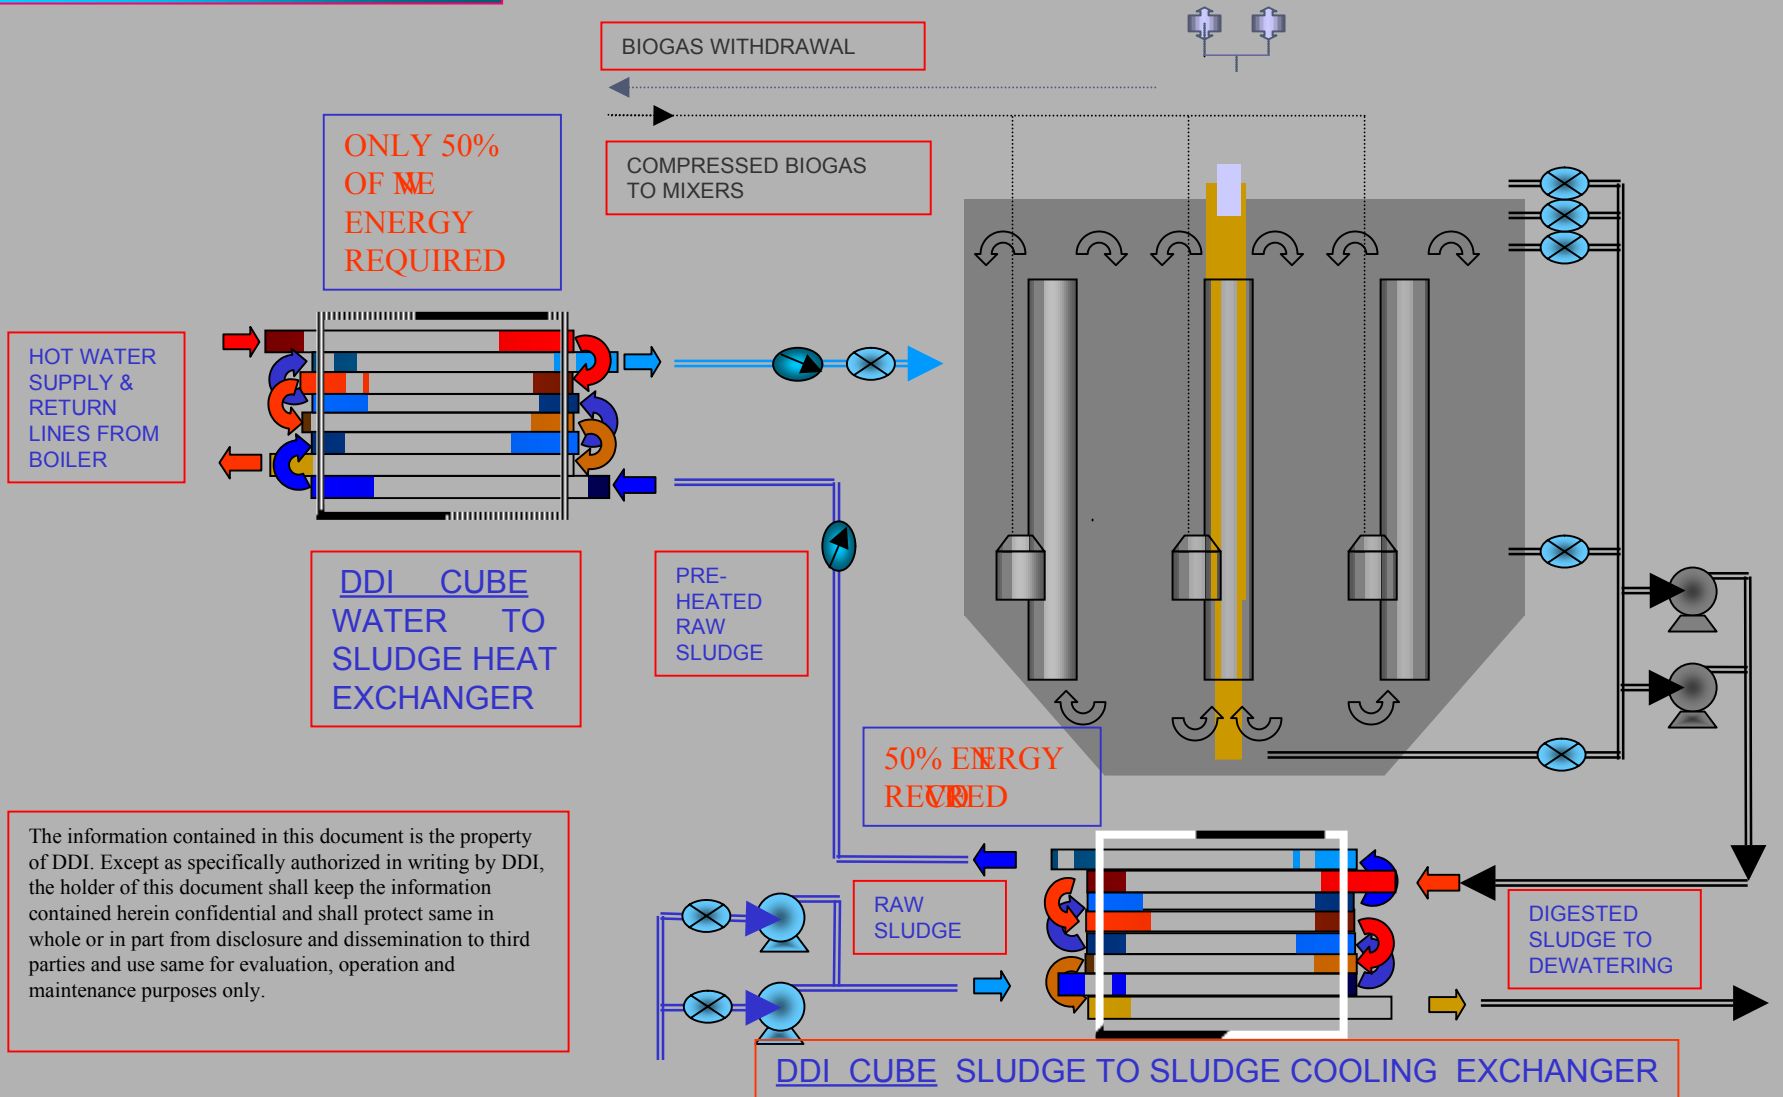 BIOGAS WITHDRAWAL
ONLY 50%
OF
ENERGY
REQUIRED
COMPRESSED BIOGAS
TO MIXERS
HOT WATER
SUPPLY &
RETURN
LINES FROM
BOILER
DDI CUBE
WATER TO
SLUDGE HEAT
EXCHANGER
PRE-
HEATED
RAW
SLUDGE
50% ENERGY
The information contained in this document is the property
of DDI. Except as specifically authorized in writing by DDI,
the holder of this document shall keep the information
contained herein confidential and shall protect same in
whole or in part from disclosure and dissemination to third
parties and use same for evaluation, operation and
maintenance purposes only.
RAW
SLUDGE
DIGESTED
SLUDGE TO
DEWATERING
DDI CUBE SLUDGE TO SLUDGE COOLING EXCHANGER